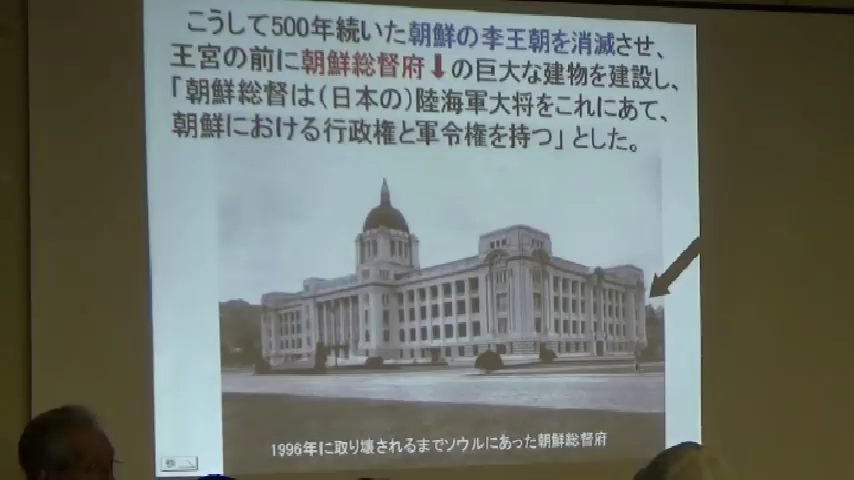 こうして500年続いた朝鮮の李王朝を消滅させ、
王宮の前に朝鮮総督府↓の巨大な建物を建設し、
「朝鮮総督は(日本の)陸海軍大将をこれにあて、
朝鮮における行政権と軍令権を持つ」とした。
1996年に取り壊されるまでソウルにあった朝鮮総督府